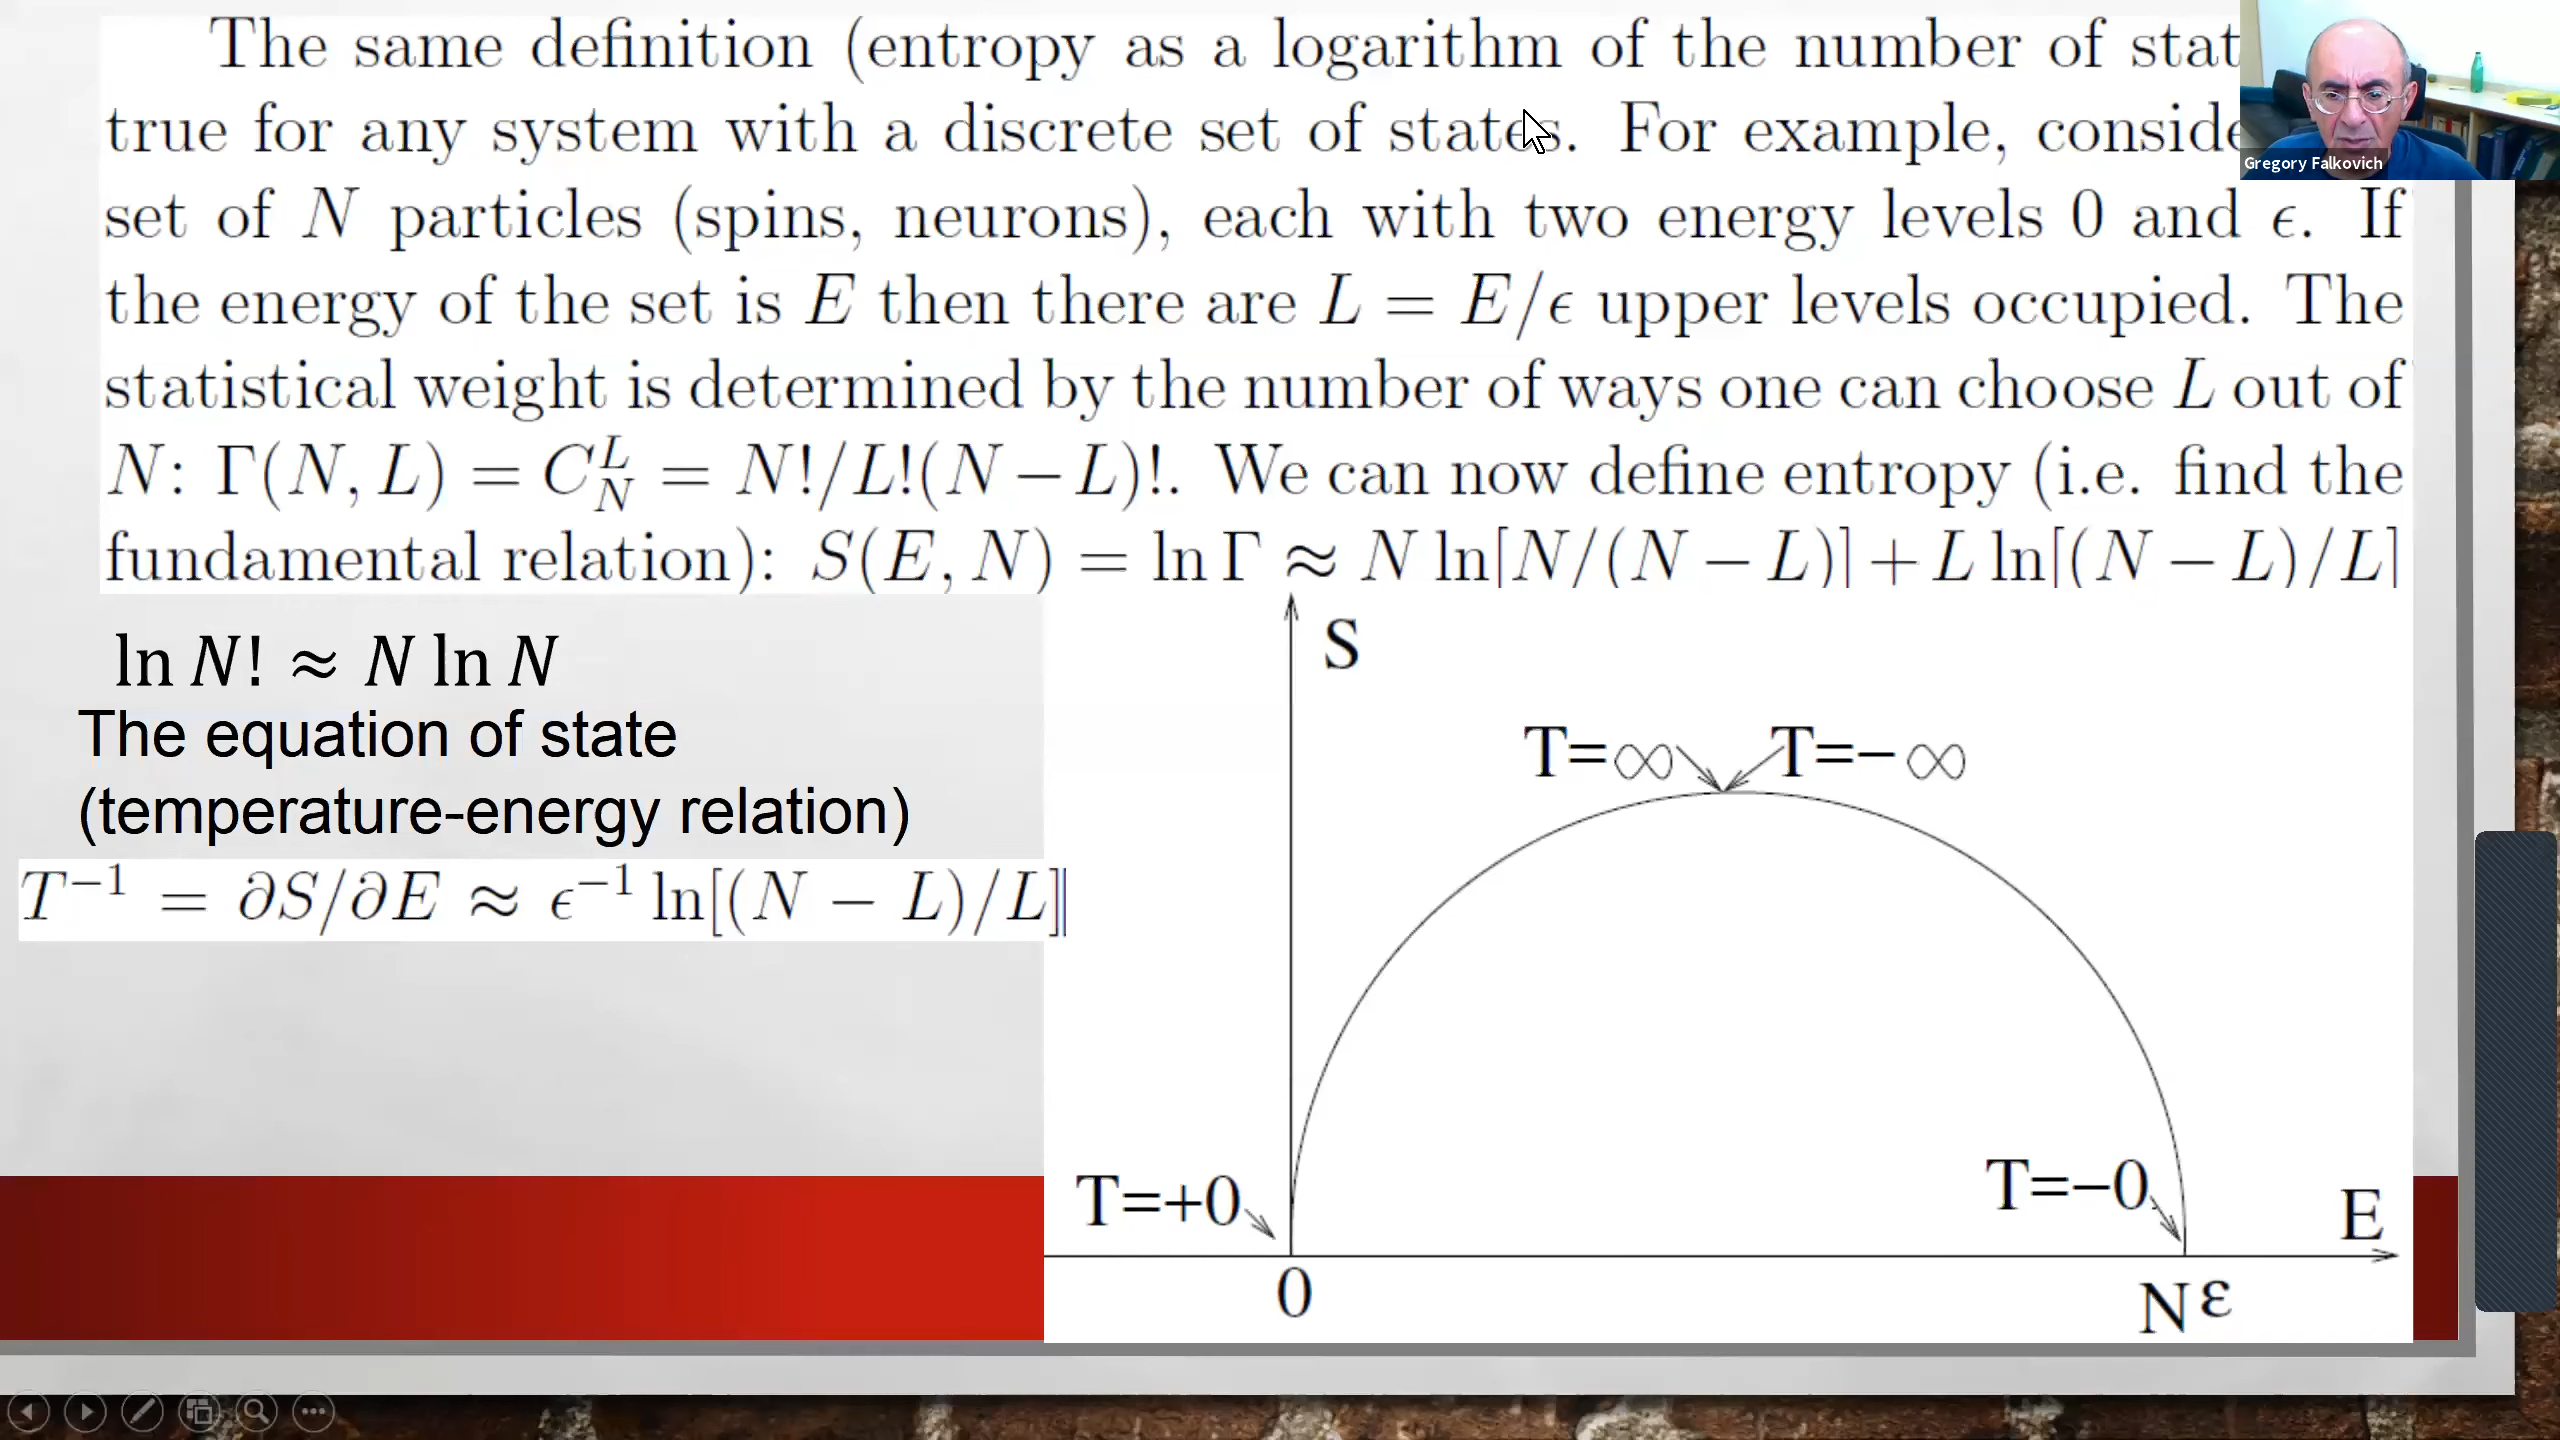 The same definition (entropy as a logarithm of the number of
true for any system with a discrete set of states. For example,
set of N particles (spins, neurons), each with two energy levels 0 and ϵ. If
the energy of the set is E then there are L = E/ϵ upper levels occupied. The
statistical weight is determined by the number of ways one can choose L out of
N: Γ(N, L) = C_N^L = N!/L!(N − L)!. We can now define entropy (i.e. find the
fundamental relation): S(E, N) = ln Γ ≈ N ln[N/(N − L)] + L ln[(N − L)/L]
Gregory Falkovich
ln N! ≈ N ln N
The equation of state
(temperature-energy relation)
T⁻¹ = ∂S/∂E ≈ ϵ⁻¹ ln[(N − L)/L]
S
T=∞ T=−∞
T=+0
T=−0
E
0
Nε